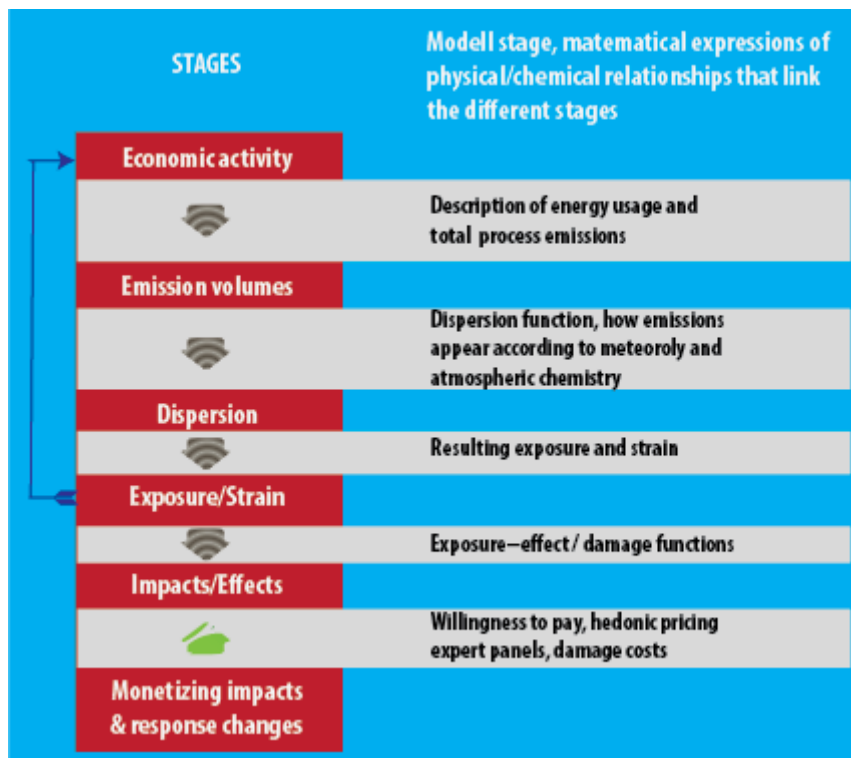 STAGES
Modell stage, matematical expressions of
physical/chemical relationships that link
the different stages
Economic activity
Description of energy usage and
total process emissions
Emission volumes
Dispersion function, how emissions
appear according to meteoroly and
atmospheric chemistry
Dispersion
Resulting exposure and strain
Exposure/Strain
Exposure–effect/ damage functions
Impacts/Effects
Willingness to pay, hedonic pricing
expert panels, damage costs
Monetizing impacts
& response changes